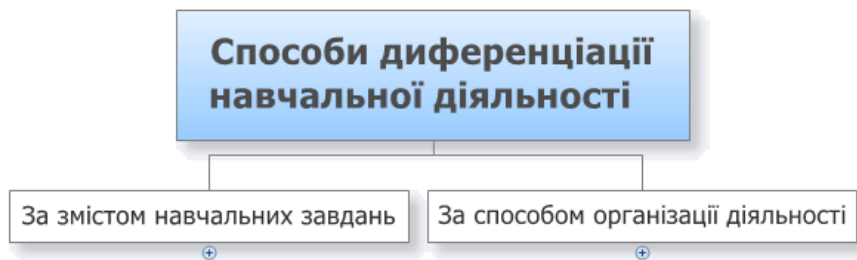 Способи диференціації
навчальної діяльності
За змістом навчальних завдань
За способом організації діяльності